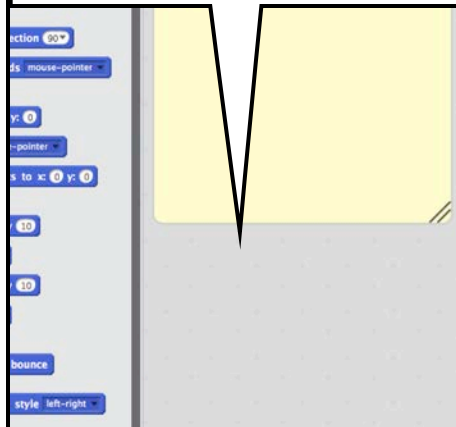 ection 90
ds mouse-pointer
y: 0
-pointer
s to x: 0 y: 0
10
10
bounce
style left-right